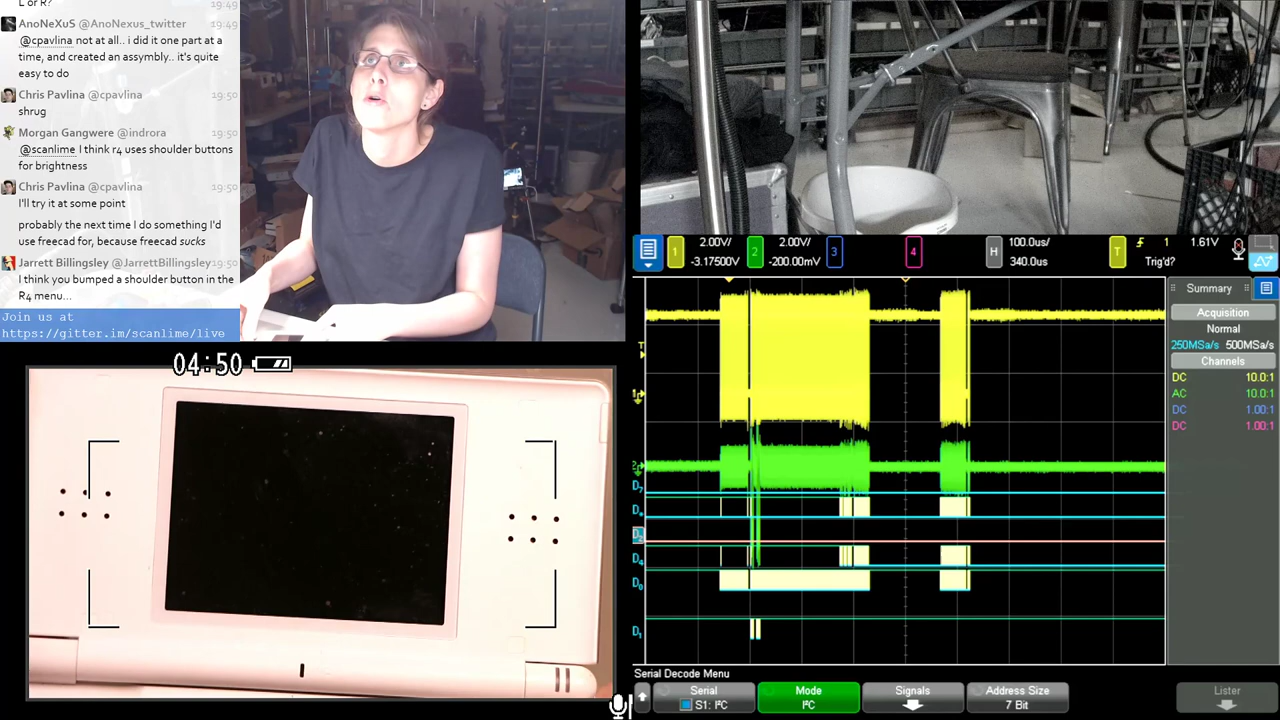 L or R?
19:49
AnoNeXuS @AnoNexus_twitter 19:49
@cpavlina not at all.. i did it one part at a
time, and created an assembly.. it's quite
easy to do
Chris Pavlina @cpavlina 19:50
shrug
Morgan Gangwere @indrora 19:50
@scanlime I think r4 uses shoulder buttons
for brightness
Chris Pavlina @cpavlina 19:50
I'll try it at some point
probably the next time I do something I'd
use freecad for, because freecad sucks
Jarrett Billingsley @JarrettBillingsley 19:50
I think you bumped a shoulder button in the
R4 menu...
Join us at
https://gitter.im/scanlime/live
04:50
1 2.00V/ 2 2.00V/ 3 4 H 100.0us/ T 1 1.61V
-3.17500V -200.00mV 340.0us Trig'd?
Summary
Acquisition
Normal
250MSa/s 500MSa/s
Channels
DC 10.0:1
AC 10.0:1
DC 1.00:1
DC 1.00:1
T
D7
D4
D0
D1
Serial Decode Menu
Serial Mode Signals Address Size Lister
S1: I²C I²C 7 Bit